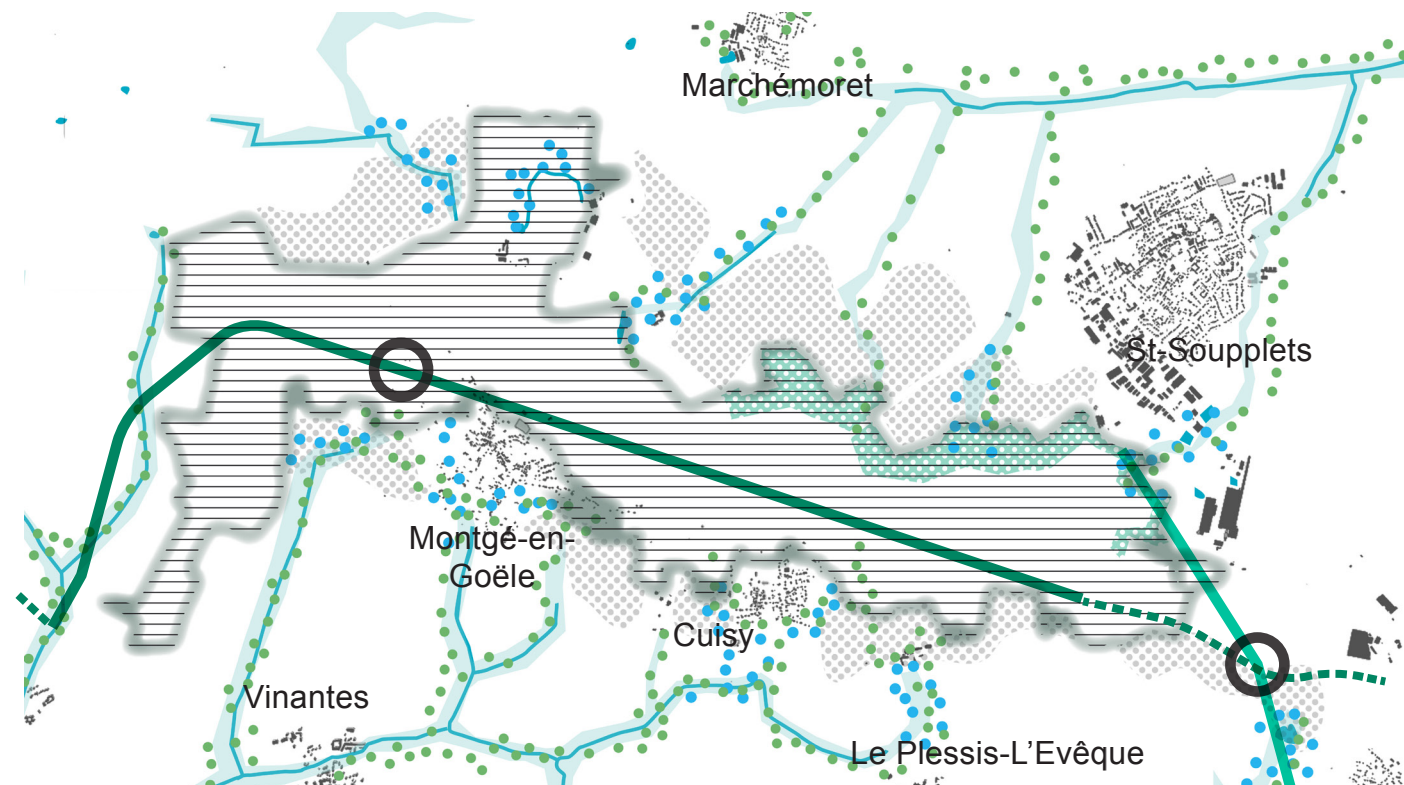 Marchémoret
St-Soupplets
Montgé-en-
Goële
Cuisy
Vinantes
Le Plessis-L’Evêque